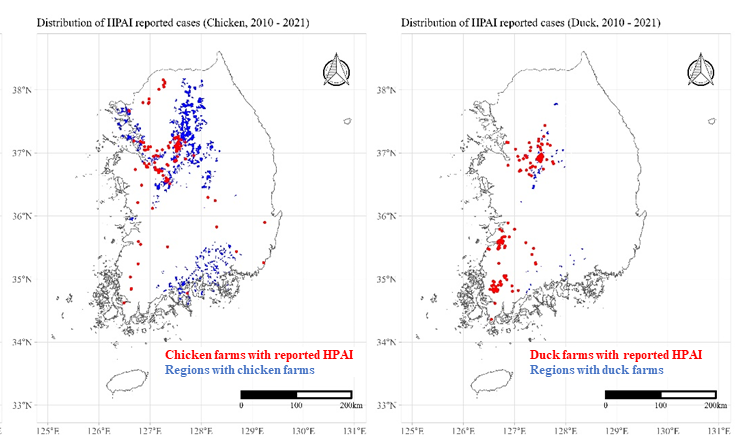 Distribution of HPAI reported cases (Chicken, 2010 - 2021)
38°N
37°N
36°N
35°N
34°N
33°N
Chicken farms with reported HPAI
Regions with chicken farms
0 100 200km
125°E 126°E 127°E 128°E 129°E 130°E 131°E
Distribution of HPAI reported cases (Duck, 2010 - 2021)
38°N
37°N
36°N
35°N
34°N
33°N
Duck farms with reported HPAI
Regions with duck farms
0 100 200km
125°E 126°E 127°E 128°E 129°E 130°E 131°E